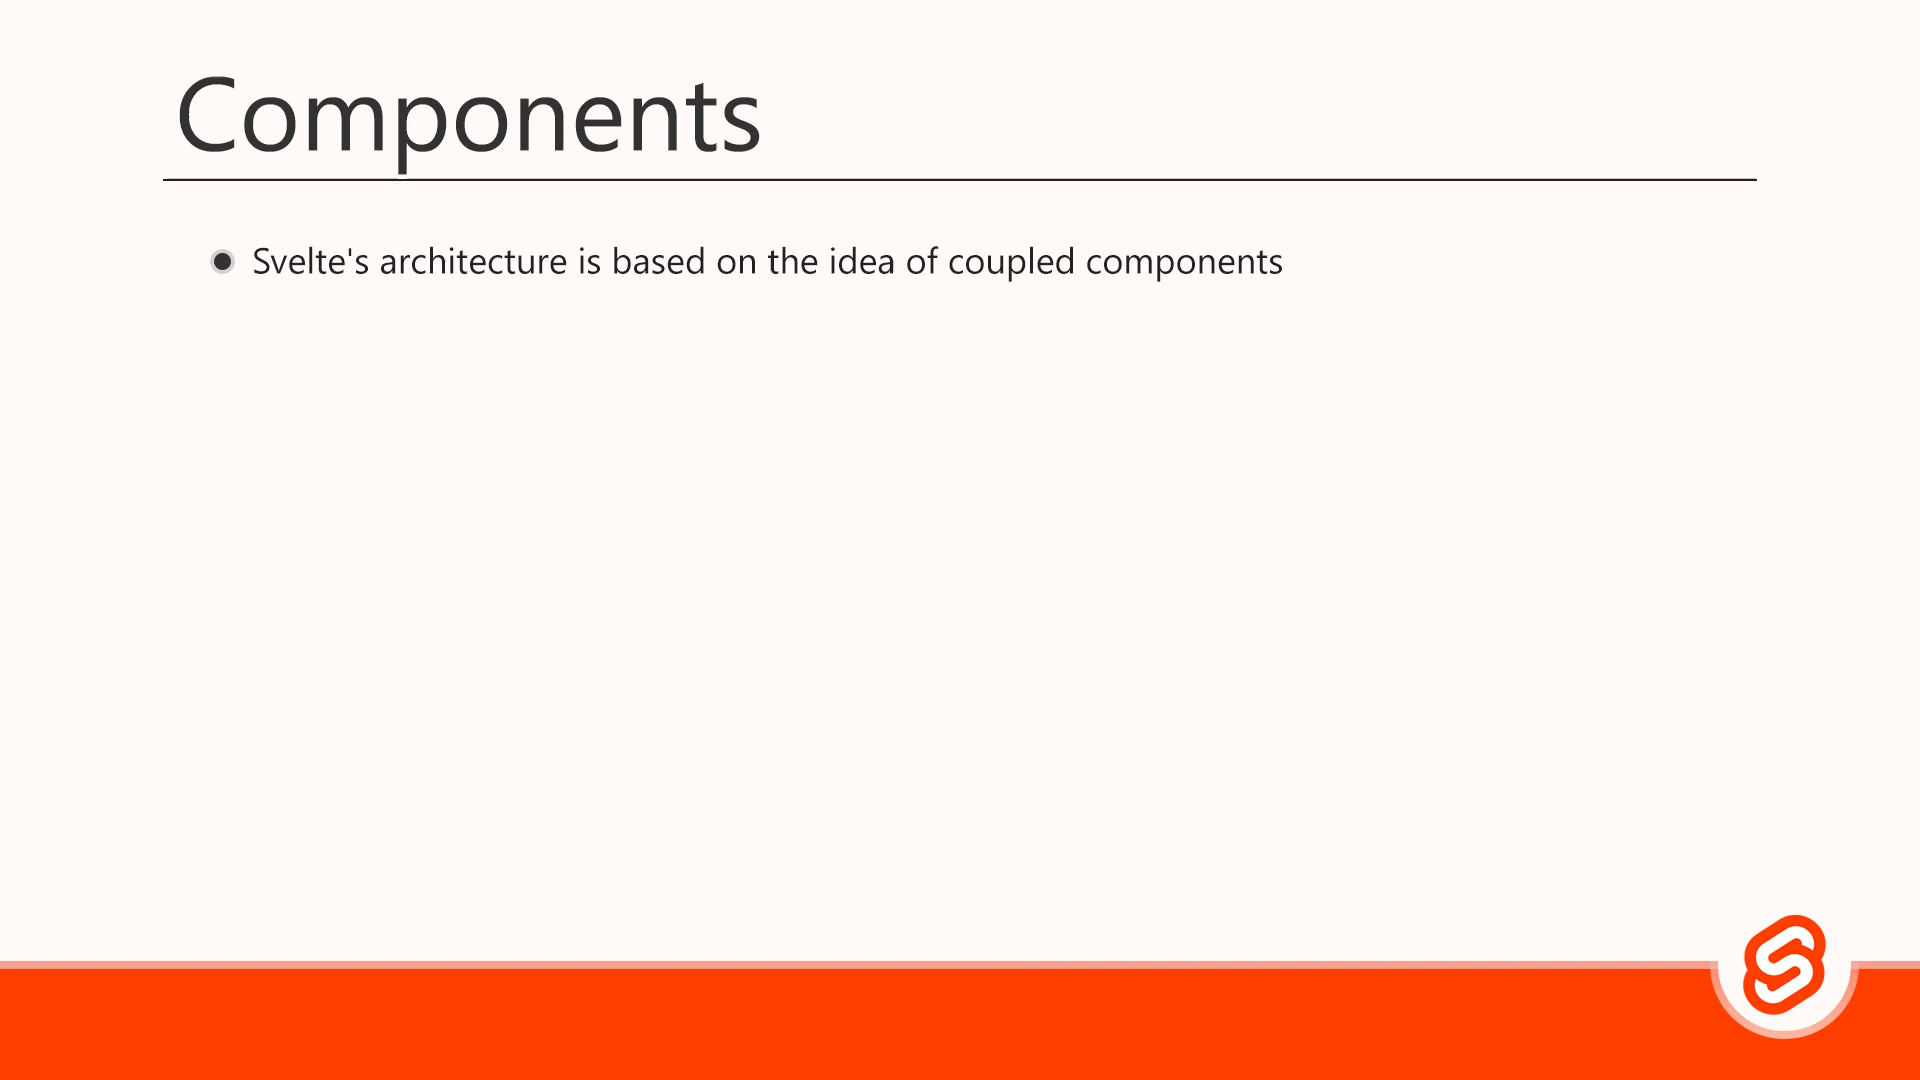 Components
Svelte's architecture is based on the idea of coupled components